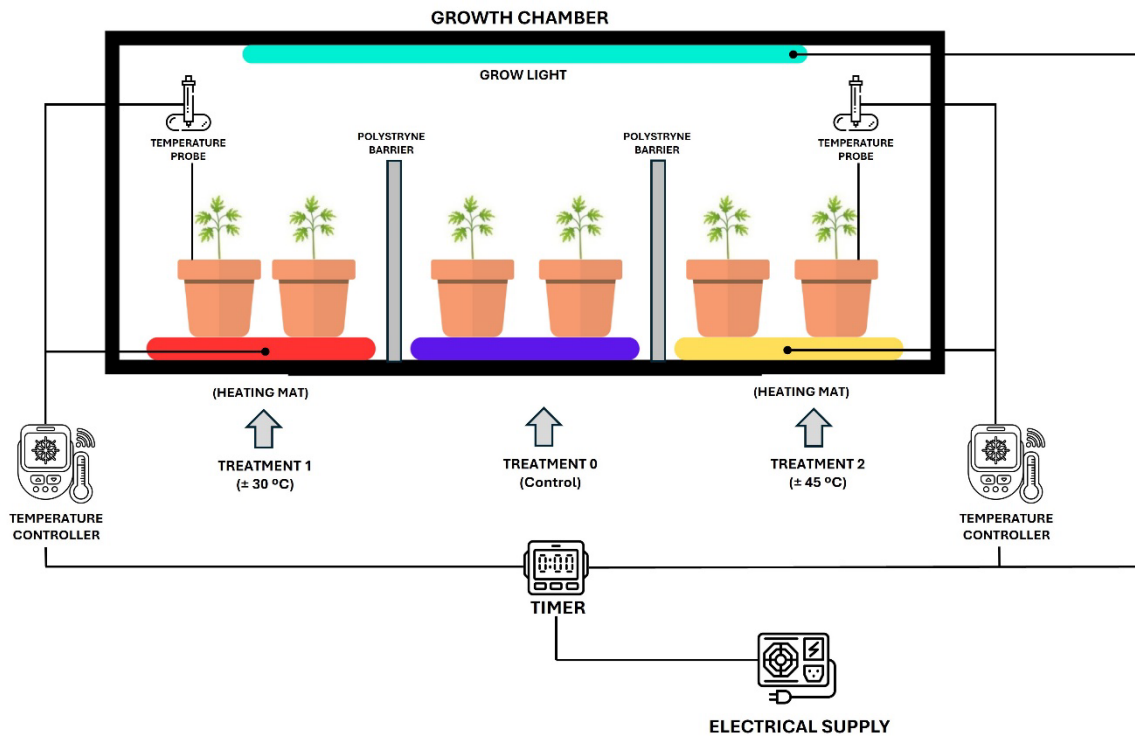 GROWTH CHAMBER
GROW LIGHT
TEMPERATURE
PROBE
POLYSTRYNE
BARRIER
POLYSTRYNE
BARRIER
TEMPERATURE
PROBE
(HEATING MAT)
(HEATING MAT)
TREATMENT 1
(± 30 ºC)
TREATMENT 0
(Control)
TREATMENT 2
(± 45 ºC)
TEMPERATURE
CONTROLLER
TEMPERATURE
CONTROLLER
0:00
TIMER
ELECTRICAL SUPPLY